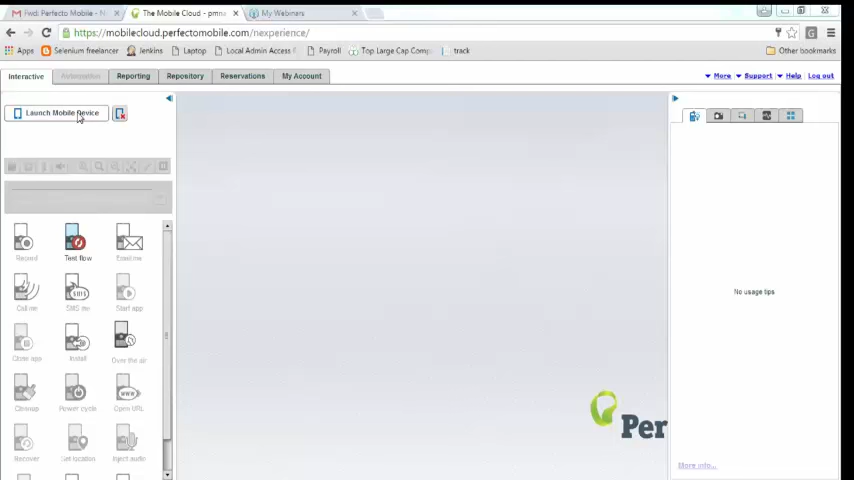 Fwd: Perfecto Mobile - N
The Mobile Cloud - pmn
My Webinars
https://mobilecloud.perfectomobile.com/nexperience/
Apps
Selenium freelancer
Jenkins
Laptop
Local Admin Access R
Payroll
Top Large Cap Comp
track
Other bookmarks
Interactive
Automation
Reporting
Repository
Reservations
My Account
More
Support
Help
Log out
Launch Mobile Device
Record
Test flow
Email me
Call me
SMS me
Start app
Close app
Install
Over the air
Cleanup
Power cycle
Open URL
Recover
Get location
Inject audio
No usage tips
Per
More info...